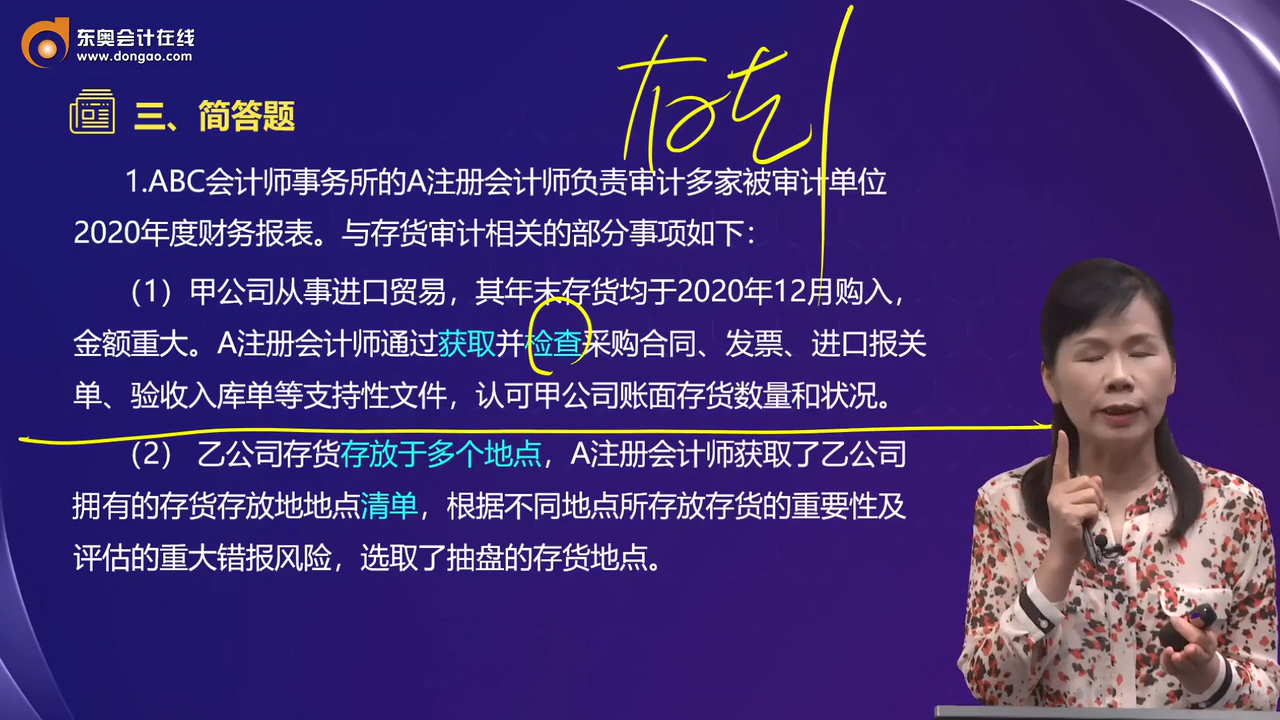 东奥会计在线
www.dongao.com
存在
三、简答题
1.ABC会计师事务所的A注册会计师负责审计多家被审计单位
2020年度财务报表。与存货审计相关的部分事项如下：
（1）甲公司从事进口贸易，其年末存货均于2020年12月购入，
金额重大。A注册会计师通过获取并检查采购合同、发票、进口报关
单、验收入库单等支持性文件，认可甲公司账面存货数量和状况。
（2） 乙公司存货存放于多个地点，A注册会计师获取了乙公司
拥有的存货存放地地点清单，根据不同地点所存放存货的重要性及
评估的重大错报风险，选取了抽盘的存货地点。